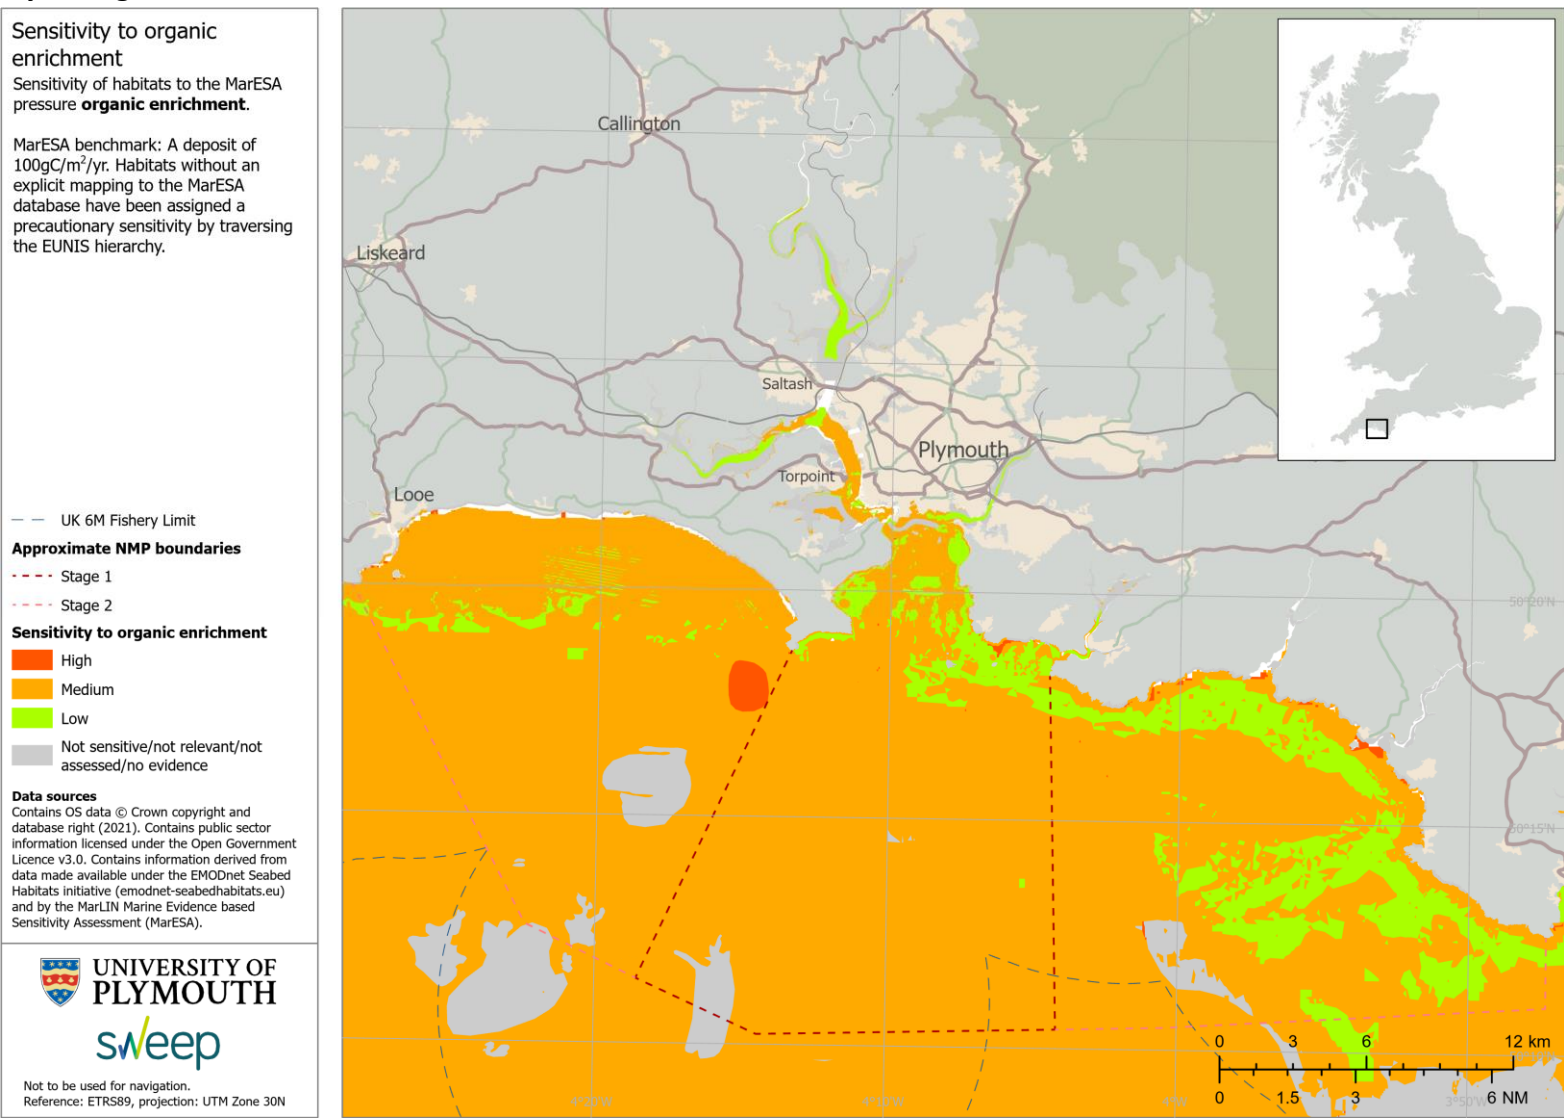 Sensitivity to organic
enrichment
Sensitivity of habitats to the MarESA
pressure organic enrichment.
MarESA benchmark: A deposit of
100gC/m²/yr. Habitats without an
explicit mapping to the MarESA
database have been assigned a
precautionary sensitivity by traversing
the EUNIS hierarchy.
UK 6M Fishery Limit
Approximate NMP boundaries
Stage 1
Stage 2
Sensitivity to organic enrichment
High
Medium
Low
Not sensitive/not relevant/not
assessed/no evidence
Data sources
Contains OS data © Crown copyright and
database right (2021). Contains public sector
information licensed under the Open Government
Licence v3.0. Contains information derived from
data made available under the EMODnet Seabed
Habitats initiative (emodnet-seabedhabitats.eu)
and by the MarLIN Marine Evidence based
Sensitivity Assessment (MarESA).
UNIVERSITY OF
PLYMOUTH
sweep
Not to be used for navigation.
Reference: ETRS89, projection: UTM Zone 30N
Callington
Liskeard
Saltash
Plymouth
Torpoint
Looe
50°20'N
50°15'N
0 3 6 12 km
0 1.5 3 6 NM
3°50'W